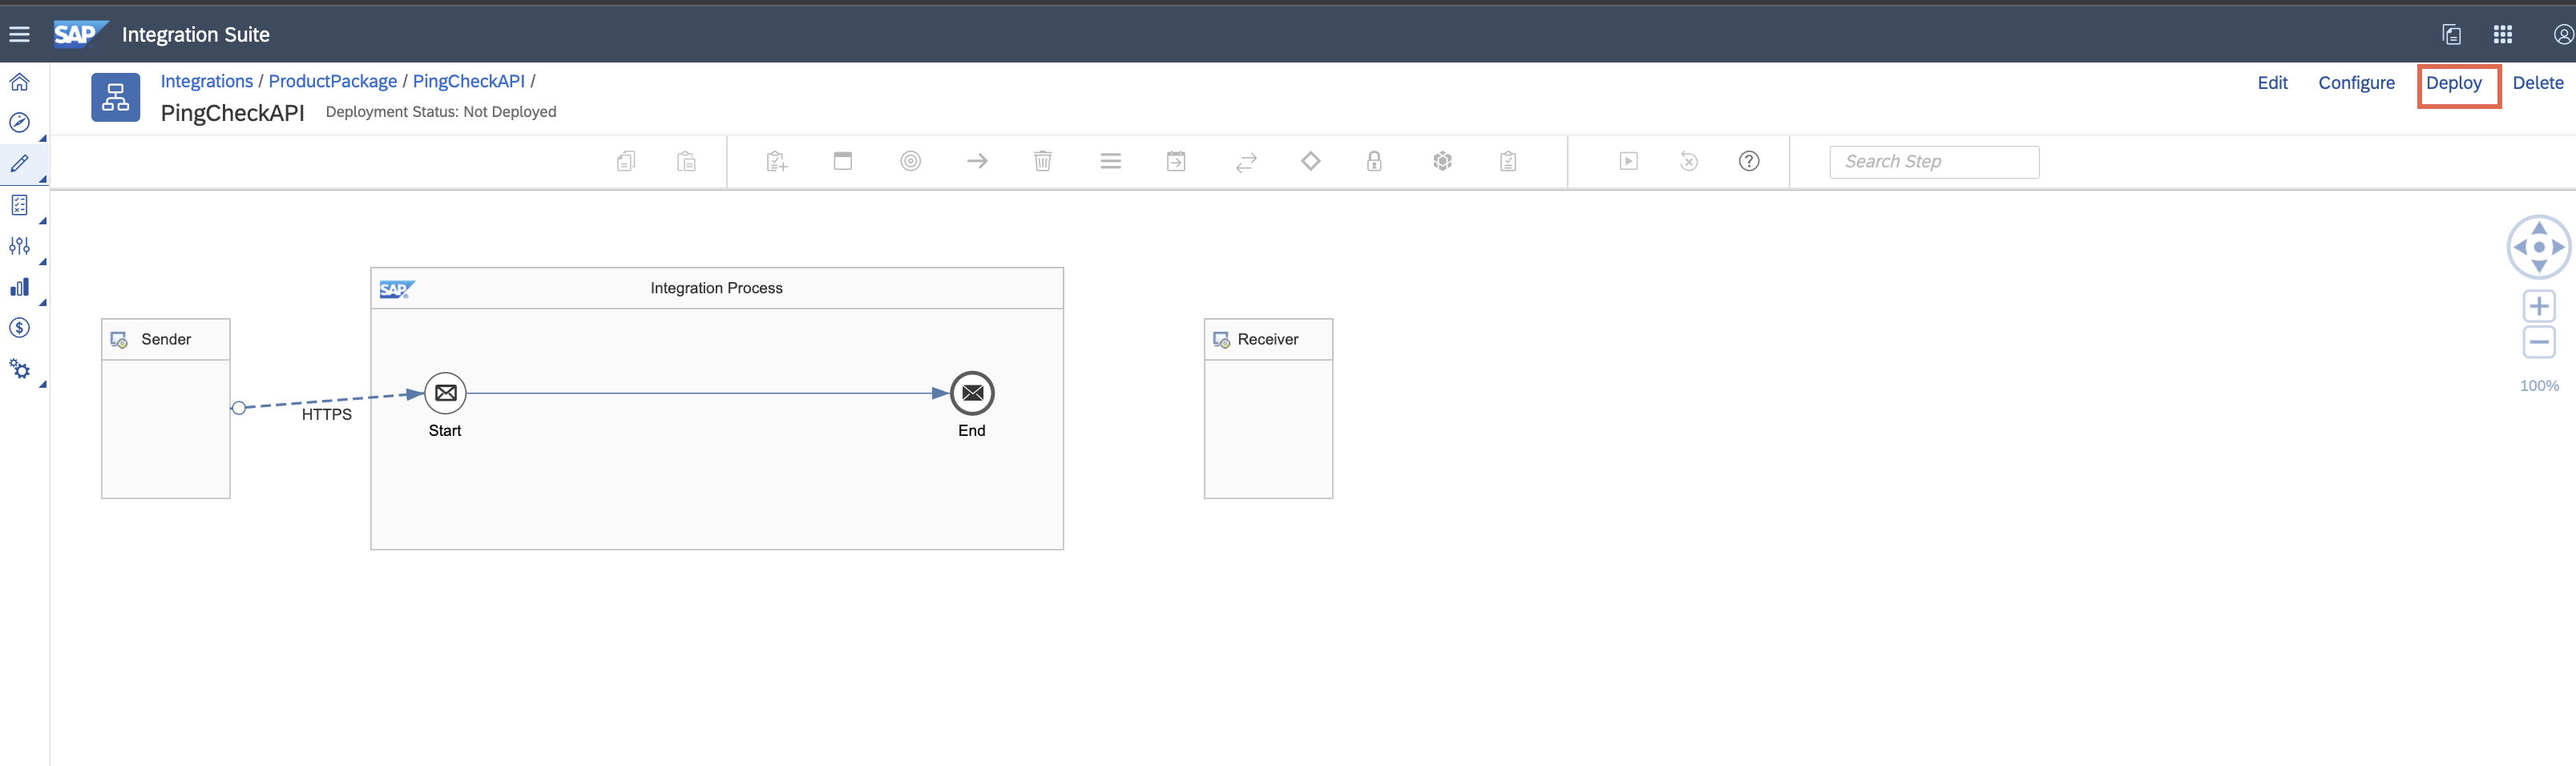 SAP Integration Suite
Integrations / ProductPackage / PingCheckAPI /
Edit Configure Deploy Delete
PingCheckAPI Deployment Status: Not Deployed
Search Step
SAP Integration Process
Sender
Receiver
HTTPS
Start
End
100%